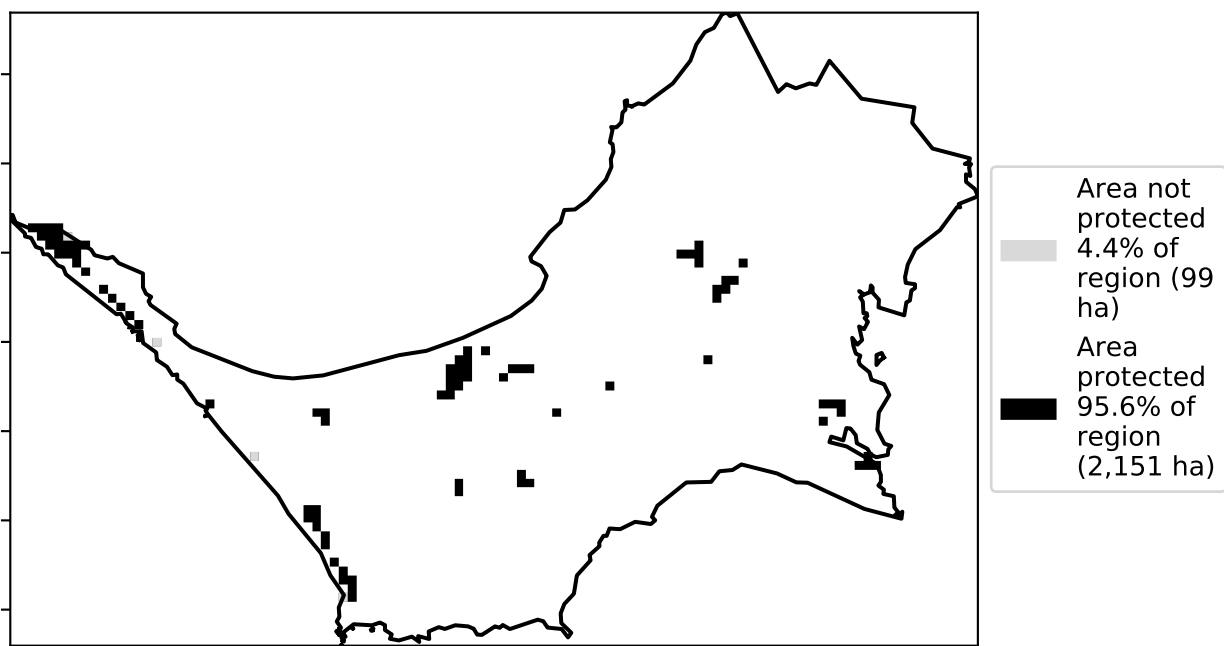 Area not
protected
4.4% of
region (99
ha)
Area
protected
95.6% of
region
(2,151 ha)